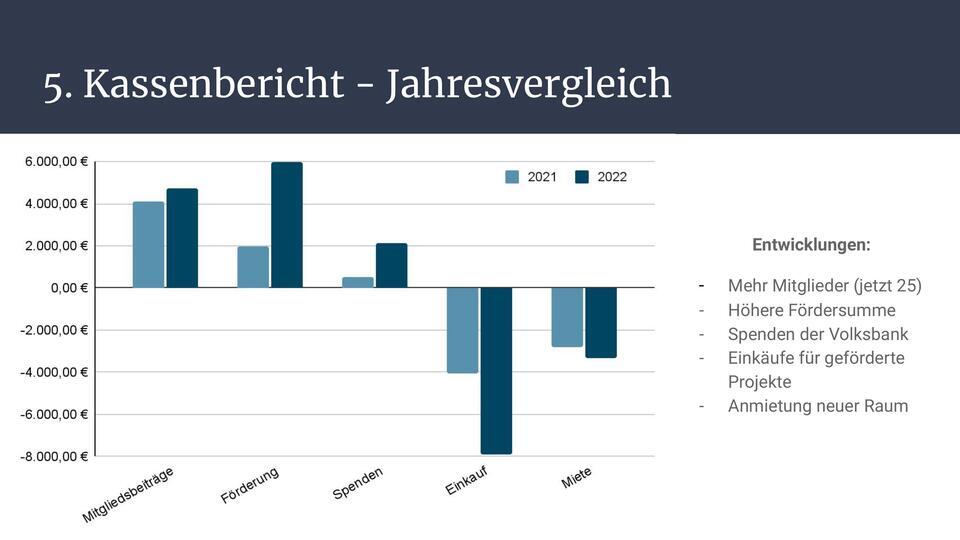 5. Kassenbericht - Jahresvergleich
6.000,00 €
4.000,00 €
2.000,00 €
0,00 €
-2.000,00 €
-4.000,00 €
-6.000,00 €
-8.000,00 €
2021
2022
Mitgliedsbeiträge
Förderung
Spenden
Einkauf
Miete
Entwicklungen:
- Mehr Mitglieder (jetzt 25)
- Höhere Fördersumme
- Spenden der Volksbank
- Einkäufe für geförderte
Projekte
- Anmietung neuer Raum